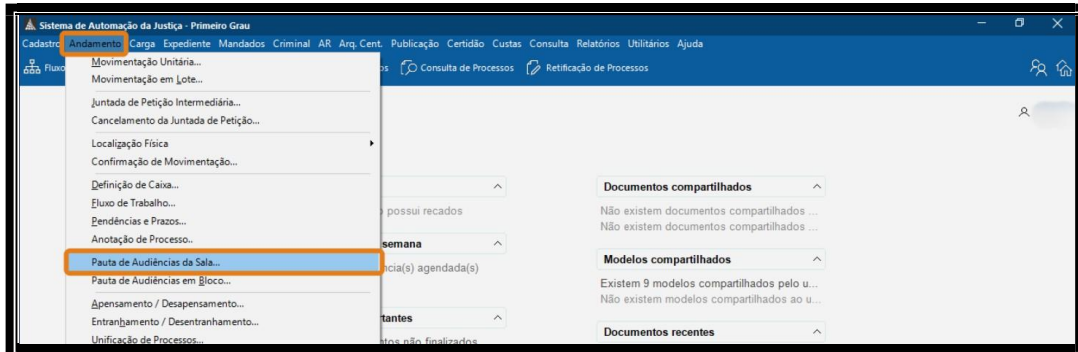 Sistema de Automação da Justiça - Primeiro Grau
Cadastro Andamento Carga Expediente Mandados Criminal AR Arq. Cent. Publicação Certidão Custas Consulta Relatórios Utilitários Ajuda
Fluxo
Consulta de Processos Retificação de Processos
Movimentação Unitária...
Movimentação em Lote...
Juntada de Petição Intermediária...
Cancelamento da Juntada de Petição...
Localização Física
Confirmação de Movimentação...
Definição de Caixa...
Fluxo de Trabalho...
Pendências e Prazos...
Anotação de Processo..
Pauta de Audiências da Sala...
Pauta de Audiências em Bloco...
Apensamento / Desapensamento...
Entranhamento / Desentranhamento...
Unificação de Processos...
possui recados
semana
ncia(s) agendada(s)
rtantes
ntos não finalizados
Documentos compartilhados
Não existem documentos compartilhados ...
Não existem documentos compartilhados ...
Modelos compartilhados
Existem 9 modelos compartilhados pelo u...
Não existem modelos compartilhados ao u...
Documentos recentes